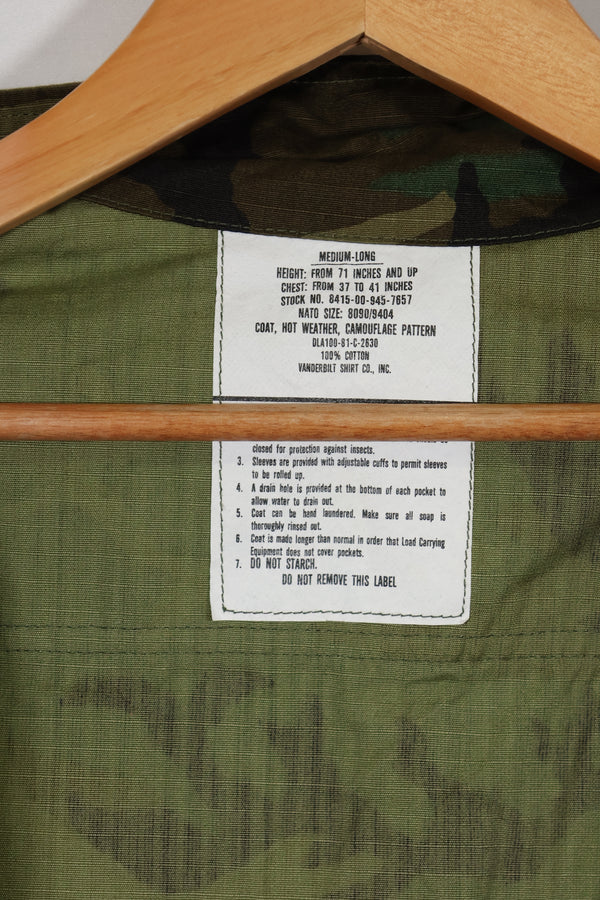 MEDIUM-LONG
HEIGHT: FROM 71 INCHES AND UP
CHEST: FROM 37 TO 41 INCHES
STOCK NO. 8415-00-945-7657
NATO SIZE: 8090/9404
COAT, HOT WEATHER, CAMOUFLAGE PATTERN
DLA100-81-C-2630
100% COTTON
VANDERBILT SHIRT CO., INC.
closed for protection against insects.
3. Sleeves are provided with adjustable cuffs to permit sleeves
to be rolled up.
4. A drain hole is provided at the bottom of each pocket to
allow water to drain out.
5. Coat can be hand laundered. Make sure all soap is
thoroughly rinsed out.
6. Coat is made longer than normal in order that Load Carrying
Equipment does not cover pockets.
7. DO NOT STARCH.
DO NOT REMOVE THIS LABEL